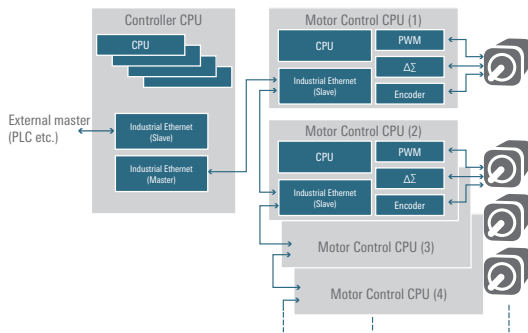 Controller CPU
CPU
External master
(PLC etc.)
Industrial Ethernet
(Slave)
Industrial Ethernet
(Master)
Motor Control CPU (1)
CPU
PWM
Industrial Ethernet
(Slave)
ΔΣ
Encoder
Motor Control CPU (2)
CPU
PWM
Industrial Ethernet
(Slave)
ΔΣ
Encoder
Motor Control CPU (3)
Motor Control CPU (4)